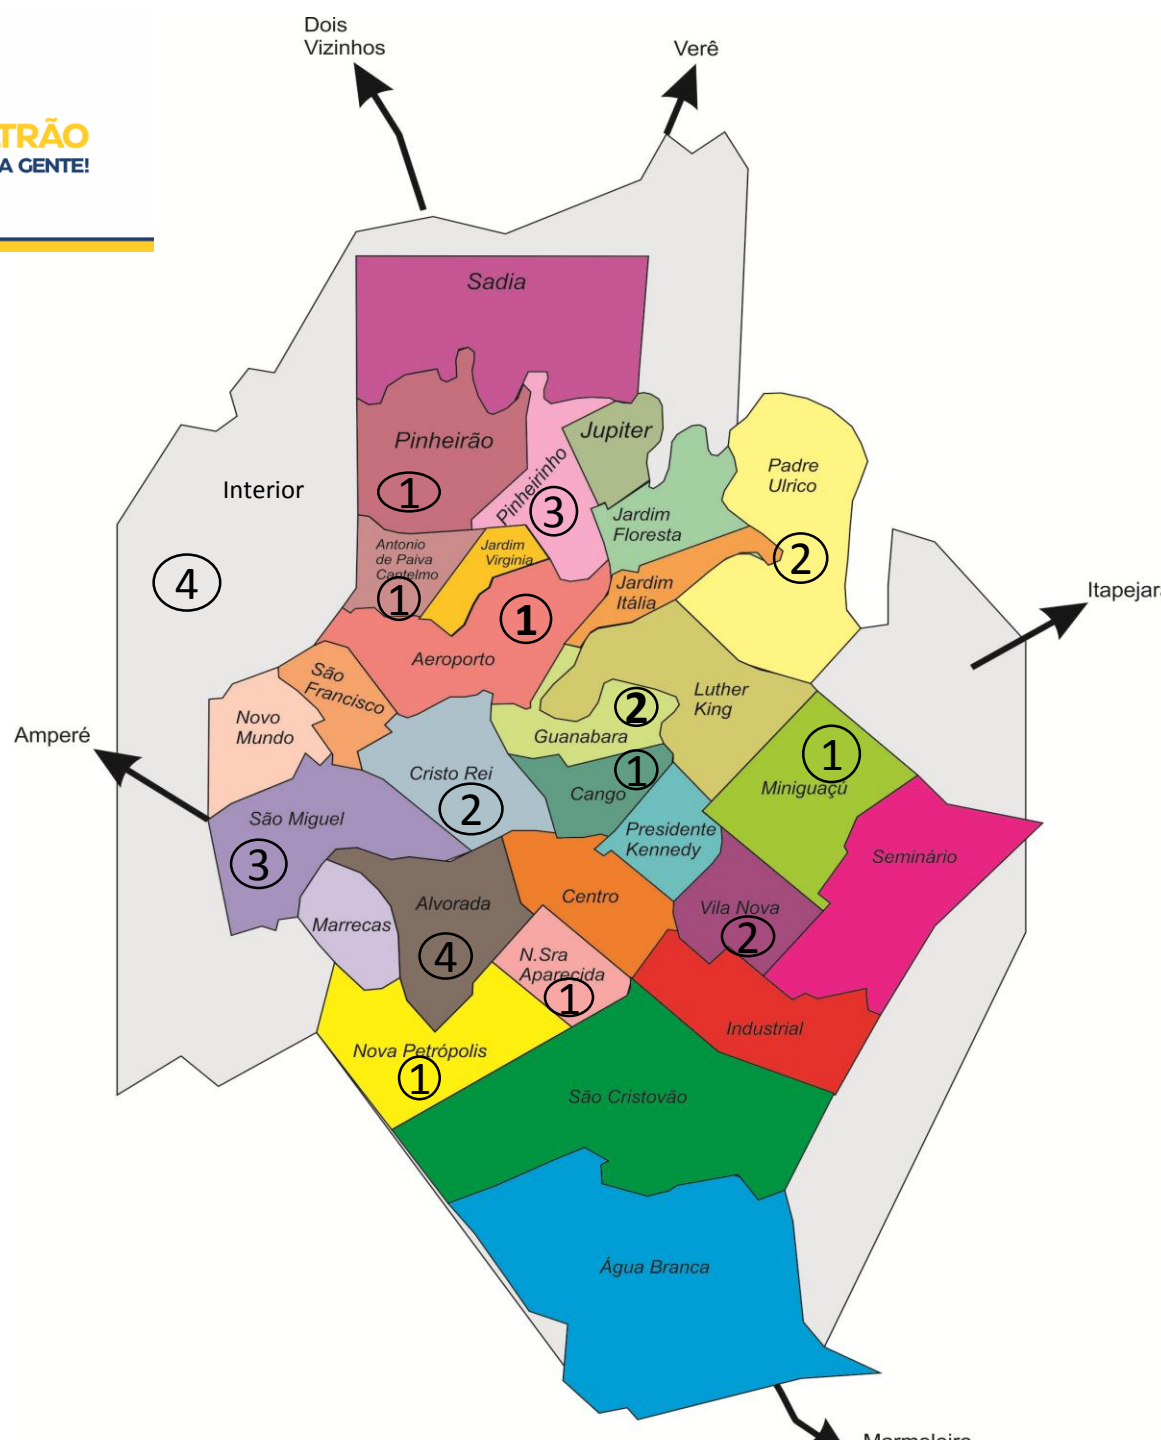 Dois
Vizinhos
Verê
TRÃO
A GENTE!
Sadia
Pinheirão
1
Pinheirinho
3
Jupiter
Padre
Ulrico
2
Interior
4
Jardim
Floresta
Antonio
de Paiva
Cantelmo
1
Jardim
Virginia
Jardim
Itália
Itapejar
1
Aeroporto
São
Francisco
Novo
Mundo
Luther
King
2
Guanabara
Amperé
Cristo Rei
2
Cango
1
1
Miniguaçú
São Miguel
3
Presidente
Kennedy
Seminário
Alvorada
4
Centro
Vila Nova
2
Marrecas
N.Sra
Aparecida
1
Industrial
Nova Petrópolis
1
São Cristovão
Água Branca
Marmeleiro